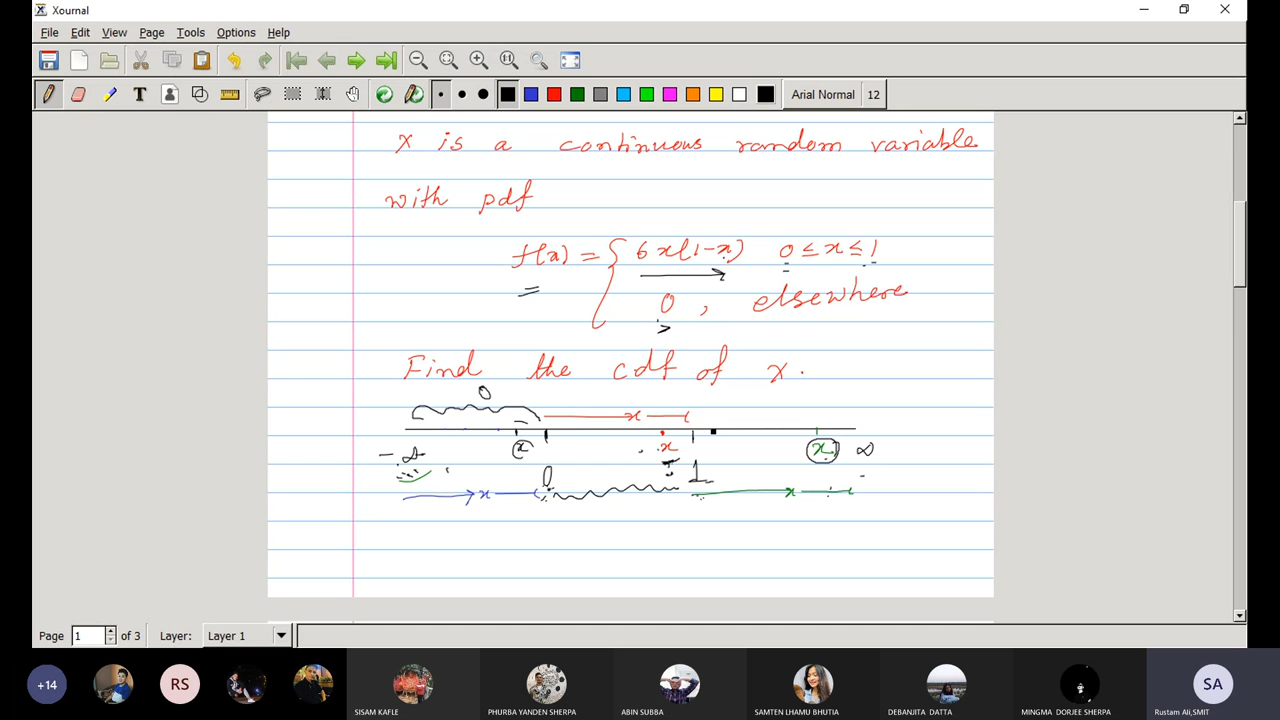 Xournal
File Edit View Page Tools Options Help
Arial Normal 12
X is a continuous random variable
with pdf
f(x) = { 6x(1-x) 0 ≤ x ≤ 1
0 , elsewhere
=
Find the cdf of X.
0
x
x x x
-∞ ∞
0 1
x x
Page 1 of 3 Layer: Layer 1
+14 RS SA
SISAM KAFLE PHURBA YANDEN SHERPA ABIN SUBBA SAMTEN LHAMU BHUTIA DEBANJITA DATTA MINGMA DORJEE SHERPA Rustam Ali,SMIT